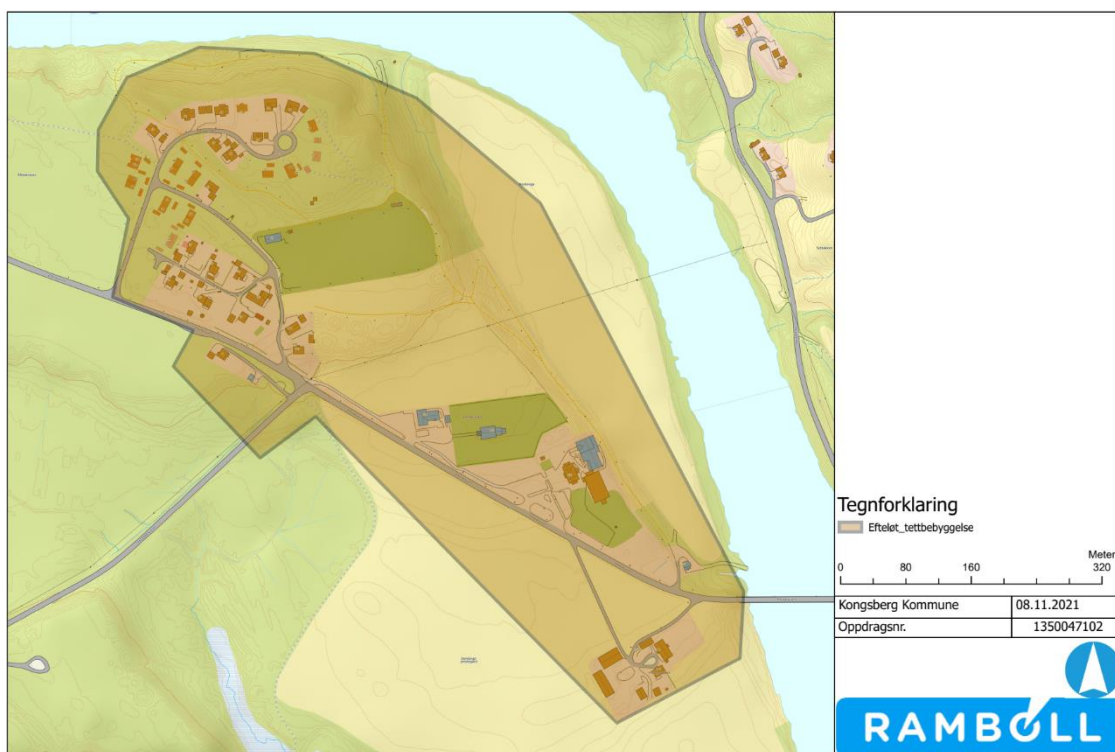 Tegnforklaring
Efteløt_tettbebyggelse
Meter
0 80 160 320
Kongsberg Kommune 08.11.2021
Oppdragsnr. 1350047102
RAMBOLL